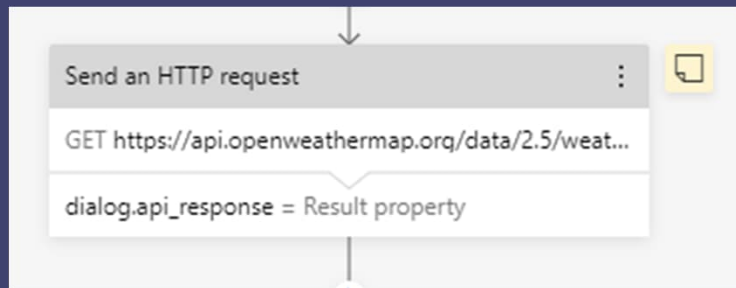 Send an HTTP request
GET https://api.openweathermap.org/data/2.5/weat...
dialog.api_response = Result property